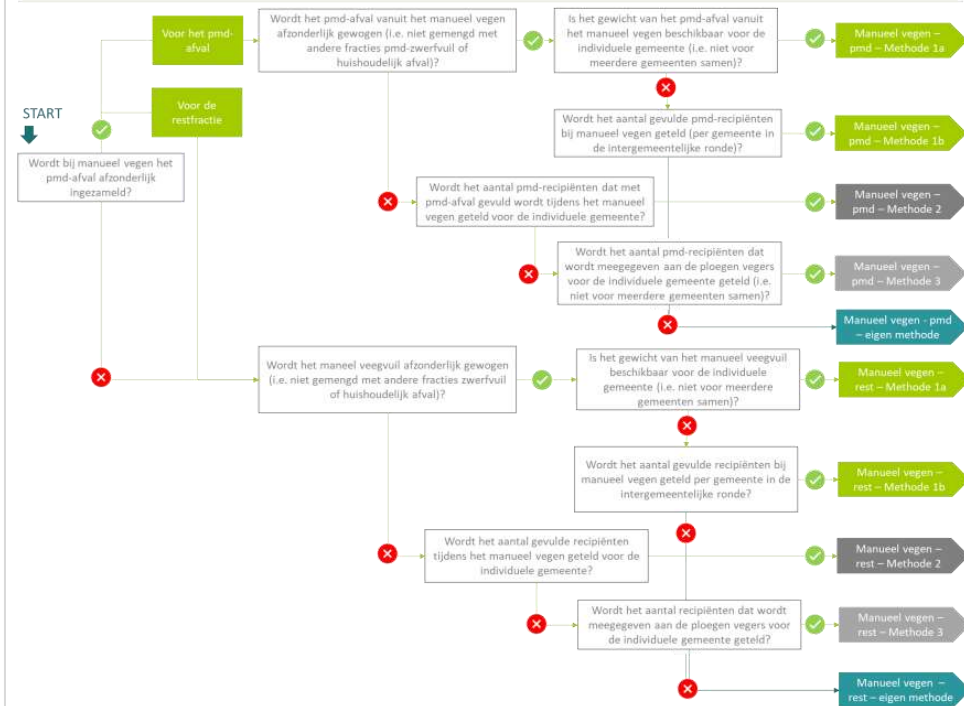 Voor het pmd-
afval
Wordt het pmd-afval vanuit het manueel vegen
afzonderlijk gewogen (i.e. niet gemengd met
andere fracties pmd-zwerfvuil of
huishoudelijk afval)?
Is het gewicht van het pmd-afval vanuit
het manueel vegen beschikbaar voor de
individuele gemeente (i.e. niet voor
meerdere gemeenten samen)?
Manueel vegen –
pmd – Methode 1a
Voor de
restfractie
START
Wordt bij manueel vegen het
pmd-afval afzonderlijk
ingezameld?
Wordt het aantal gevulde pmd-recipiënten
bij manueel vegen geteld (per gemeente in
de intergemeentelijke ronde)?
Manueel vegen –
pmd – Methode 1b
Wordt het aantal pmd-recipiënten dat met
pmd-afval gevuld wordt tijdens het manueel
vegen geteld voor de individuele gemeente?
Manueel vegen –
pmd – Methode 2
Wordt het aantal pmd-recipiënten dat
wordt meegegeven aan de ploegen vegers
voor de individuele gemeente geteld (i.e.
niet voor meerdere gemeenten samen)?
Manueel vegen –
pmd – Methode 3
Manueel vegen - pmd
– eigen methode
Wordt het maneel veegvuil afzonderlijk gewogen
(i.e. niet gemengd met andere fracties zwerfvuil
of huishoudelijk afval)?
Is het gewicht van het manueel veegvuil
beschikbaar voor de individuele
gemeente (i.e. niet voor meerdere
gemeenten samen)?
Manueel vegen –
rest – Methode 1a
Wordt het aantal gevulde recipiënten bij
manueel vegen geteld per gemeente in de
intergemeentelijke ronde?
Manueel vegen –
rest – Methode 1b
Wordt het aantal gevulde recipiënten
tijdens het manueel vegen geteld voor de
individuele gemeente?
Manueel vegen –
rest – Methode 2
Wordt het aantal recipiënten dat wordt
meegegeven aan de ploegen vegers voor
de individuele gemeente geteld?
Manueel vegen –
rest – Methode 3
Manueel vegen –
rest – eigen methode